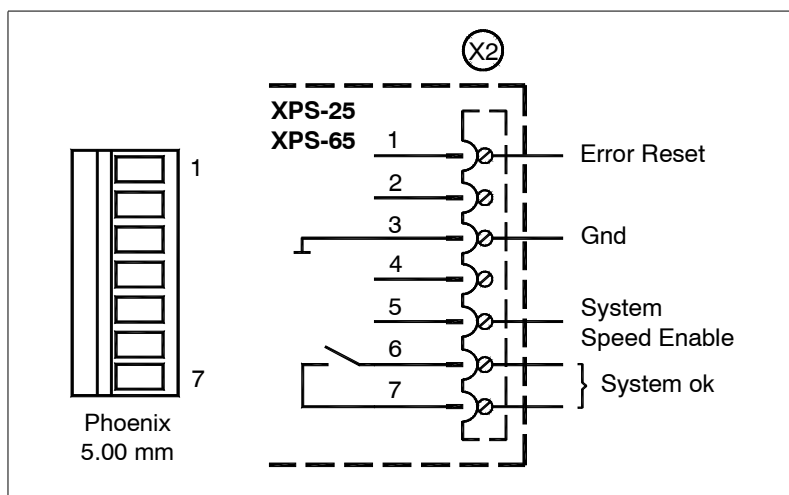 X2
XPS-25
XPS-65
1
Error Reset
2
3
Gnd
4
5
System
Speed Enable
6
7
System ok
1
7
Phoenix
5.00 mm